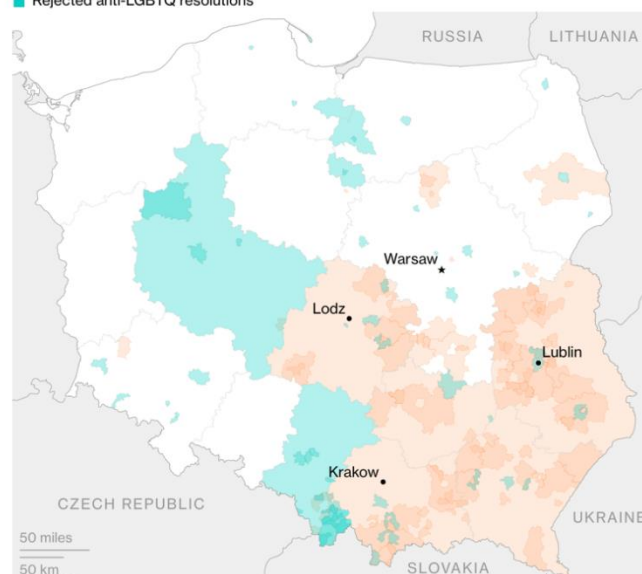 Rejected anti-LGBTQ resolutions
RUSSIA
LITHUANIA
Warsaw
Lodz
Lublin
Krakow
CZECH REPUBLIC
UKRAINE
50 miles
50 km
SLOVAKIA